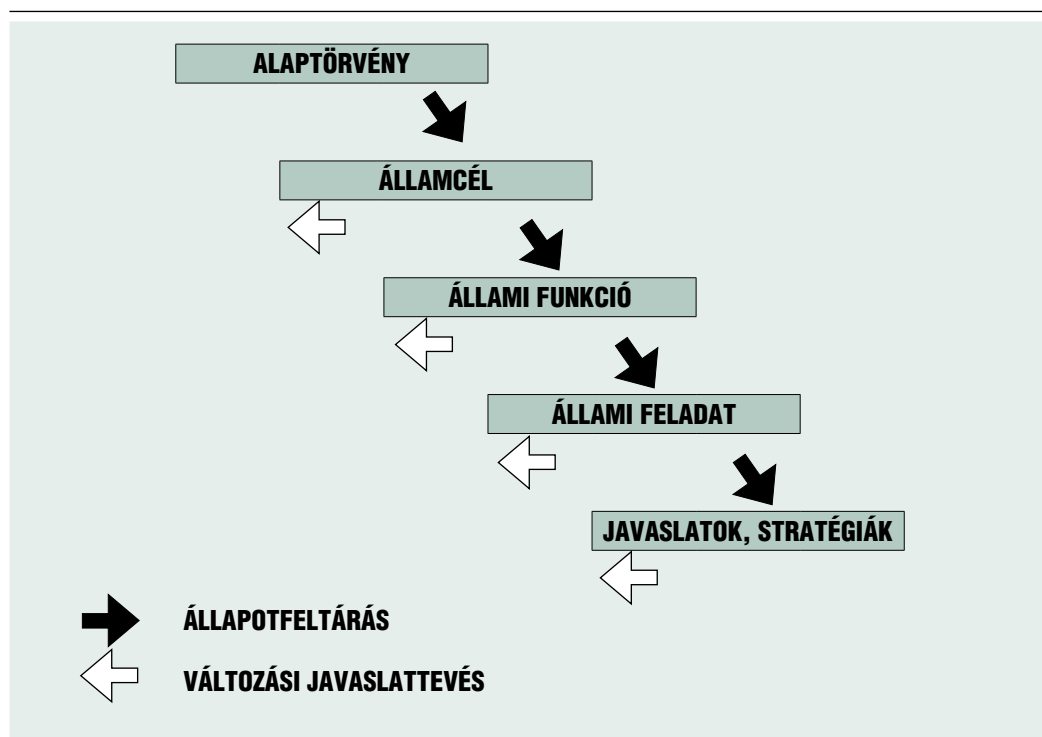 ALAPTÖRVÉNY
ÁLLAMCÉL
ÁLLAMI FUNKCIÓ
ÁLLAMI FELADAT
JAVASLATOK, STRATÉGIÁK
ÁLLAPOTFELTÁRÁS
VÁLTOZÁSI JAVASLATTEVÉS